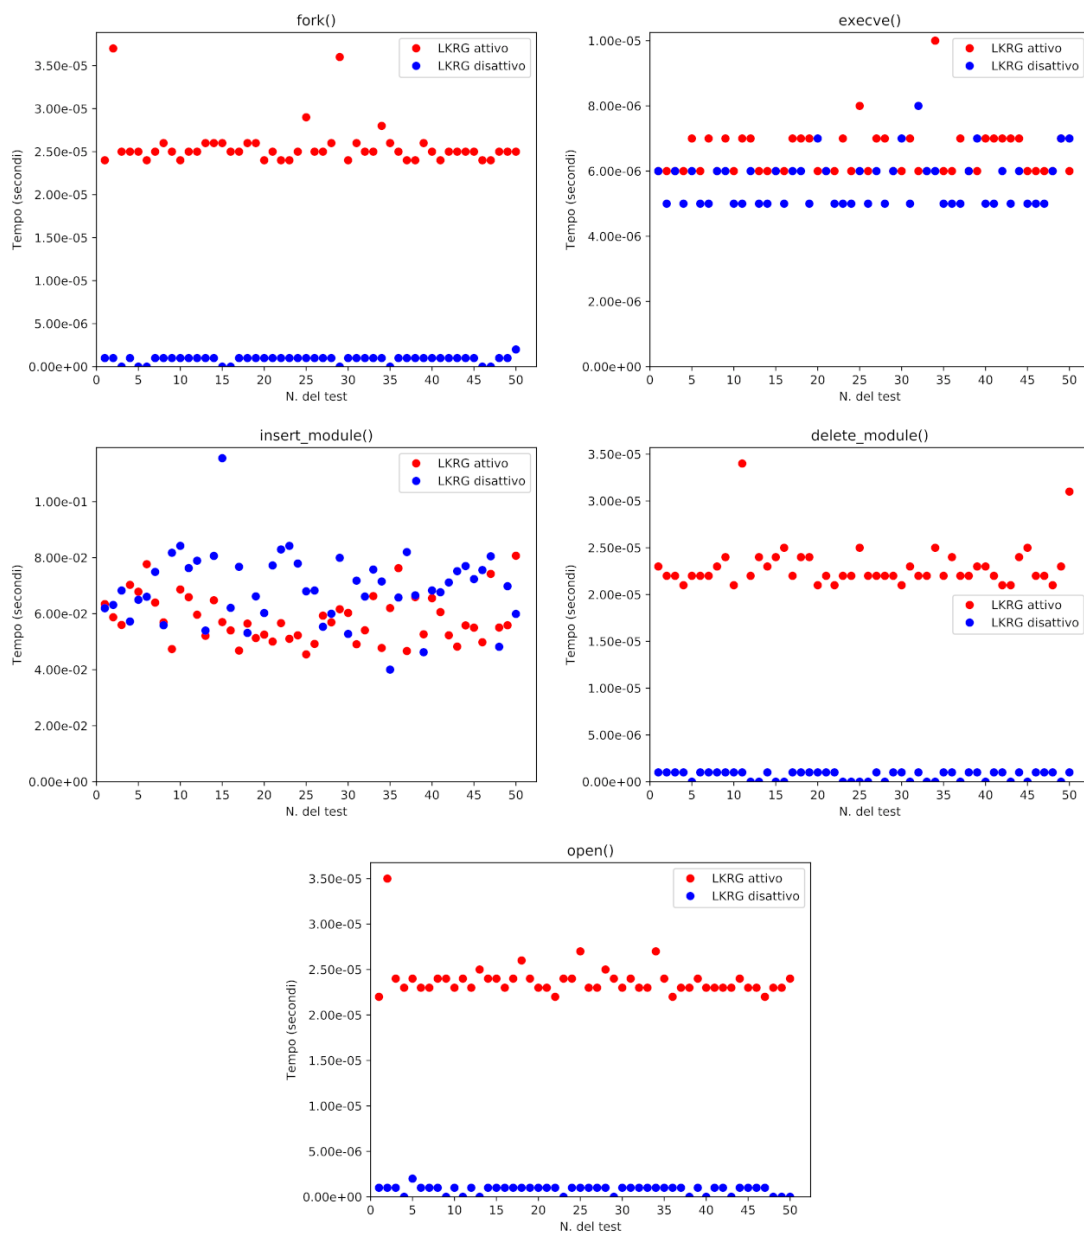 fork()
LKRG attivo
LKRG disattivo
Tempo (secondi)
3.50e-05
3.00e-05
2.50e-05
2.00e-05
1.50e-05
1.00e-05
5.00e-06
0.00e+00
0 5 10 15 20 25 30 35 40 45 50
N. del test
execve()
LKRG attivo
LKRG disattivo
Tempo (secondi)
1.00e-05
8.00e-06
6.00e-06
4.00e-06
2.00e-06
0.00e+00
0 5 10 15 20 25 30 35 40 45 50
N. del test
insert_module()
LKRG attivo
LKRG disattivo
Tempo (secondi)
1.00e-01
8.00e-02
6.00e-02
4.00e-02
2.00e-02
0.00e+00
0 5 10 15 20 25 30 35 40 45 50
N. del test
delete_module()
LKRG attivo
LKRG disattivo
Tempo (secondi)
3.50e-05
3.00e-05
2.50e-05
2.00e-05
1.50e-05
1.00e-05
5.00e-06
0.00e+00
0 5 10 15 20 25 30 35 40 45 50
N. del test
open()
LKRG attivo
LKRG disattivo
Tempo (secondi)
3.50e-05
3.00e-05
2.50e-05
2.00e-05
1.50e-05
1.00e-05
5.00e-06
0.00e+00
0 5 10 15 20 25 30 35 40 45 50
N. del test